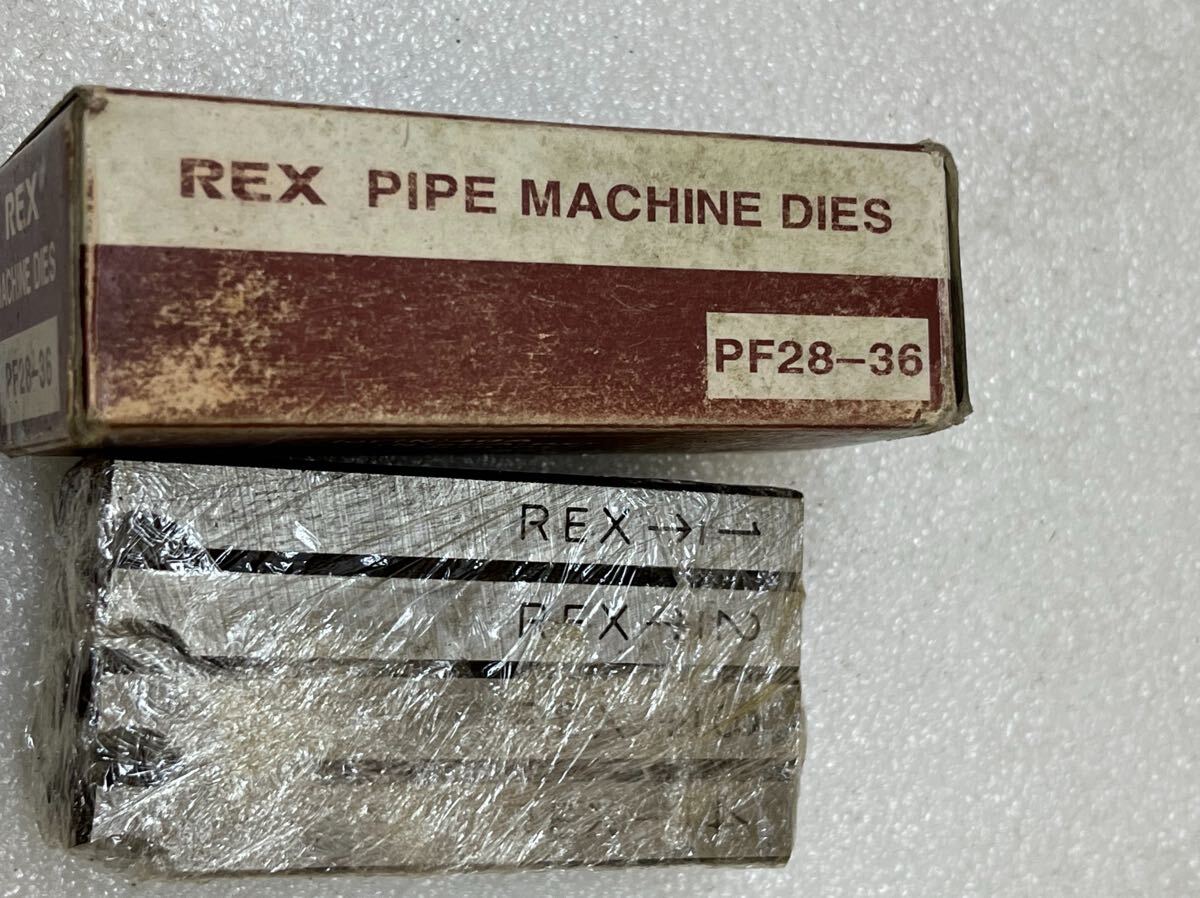 REX PIPE MACHINE DIES
PF28-36
REX
MACHINE DIES
PF28-36
REX 1
REX 2